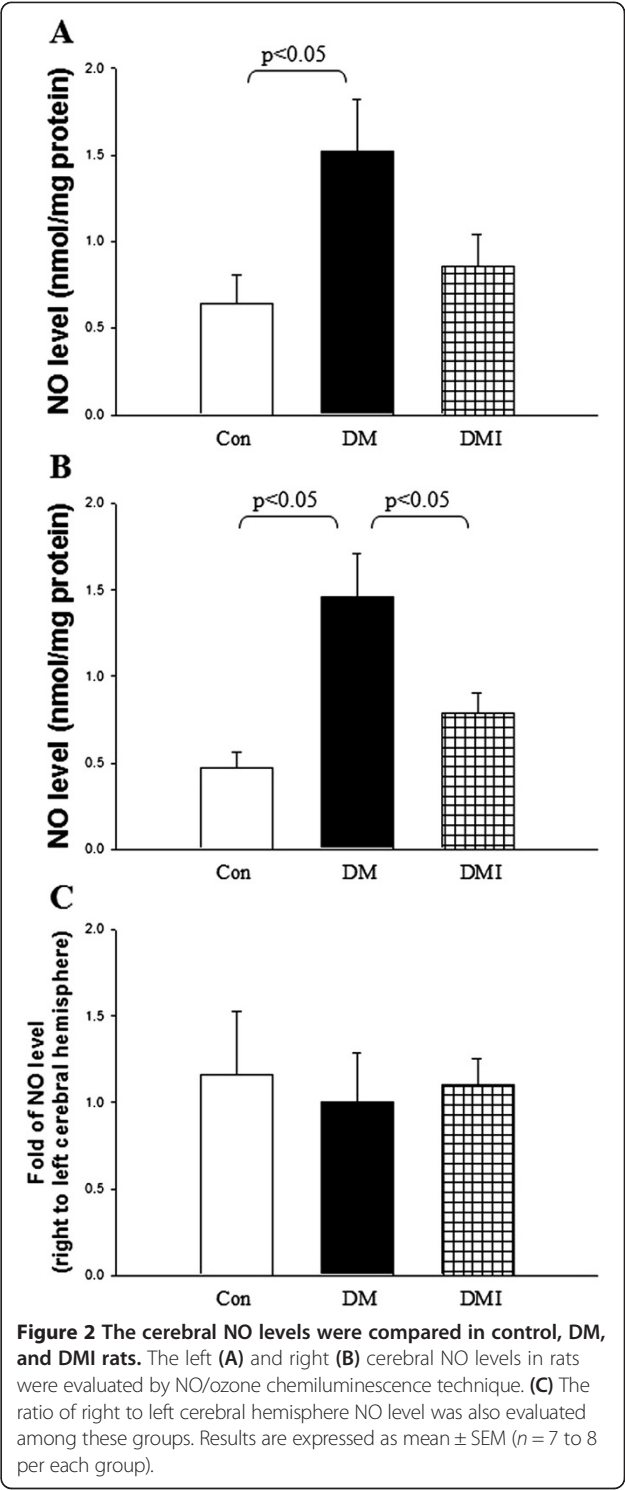 A
p<0.05
NO level (nmol/mg protein)
2.0
1.5
1.0
0.5
0.0
Con DM DMI
B
p<0.05 p<0.05
NO level (nmol/mg protein)
2.0
1.5
1.0
0.5
0.0
Con DM DMI
C
Fold of NO level
(right to left cerebral hemisphere)
2.0
1.5
1.0
0.5
0.0
Con DM DMI
Figure 2 The cerebral NO levels were compared in control, DM,
and DMI rats. The left (A) and right (B) cerebral NO levels in rats
were evaluated by NO/ozone chemiluminescence technique. (C) The
ratio of right to left cerebral hemisphere NO level was also evaluated
among these groups. Results are expressed as mean ± SEM (n = 7 to 8
per each group).